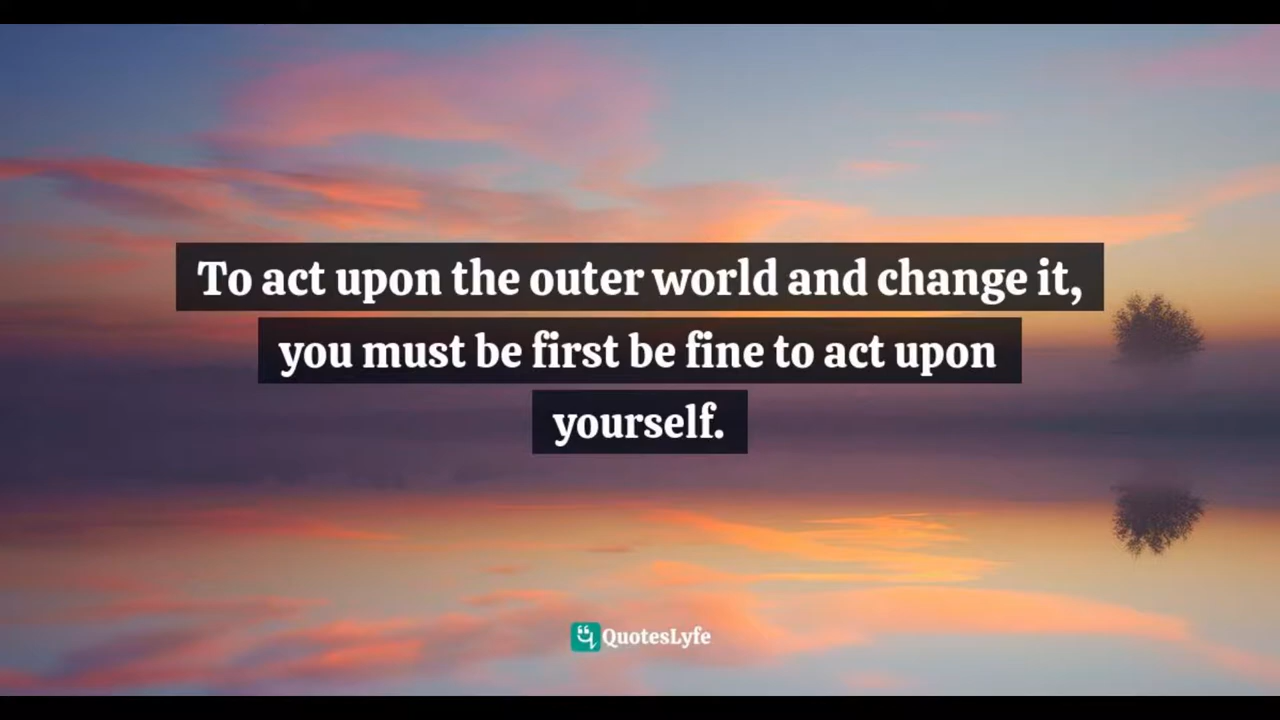 To act upon the outer world and change it,
you must be first be fine to act upon
yourself.
QuotesLyfe